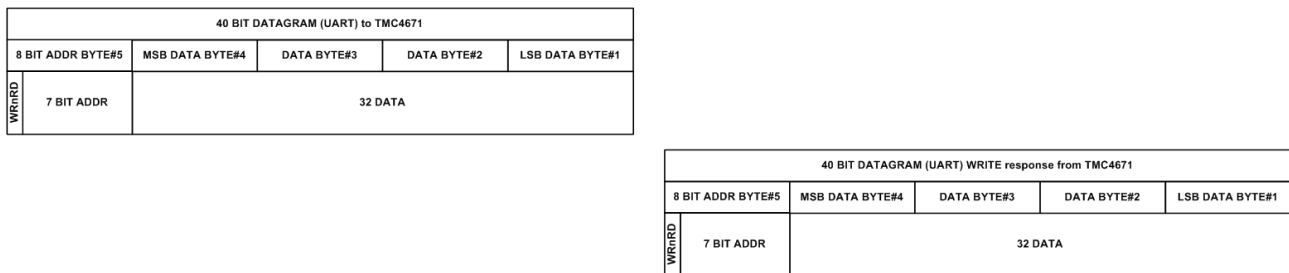 40 BIT DATAGRAM (UART) to TMC4671
8 BIT ADDR BYTE#5 MSB DATA BYTE#4 DATA BYTE#3 DATA BYTE#2 LSB DATA BYTE#1
WRnRD 7 BIT ADDR 32 DATA
40 BIT DATAGRAM (UART) WRITE response from TMC4671
8 BIT ADDR BYTE#5 MSB DATA BYTE#4 DATA BYTE#3 DATA BYTE#2 LSB DATA BYTE#1
WRnRD 7 BIT ADDR 32 DATA